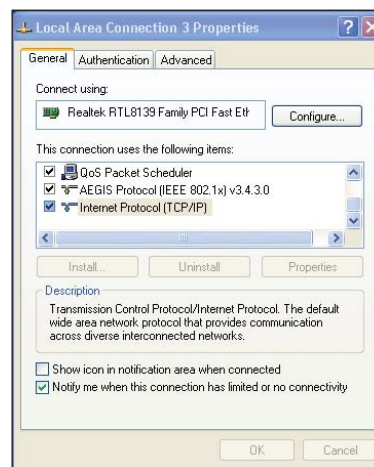 Local Area Connection 3 Properties
General Authentication Advanced
Connect using:
Realtek RTL8139 Family PCI Fast Eth
Configure...
This connection uses the following items:
QoS Packet Scheduler
AEGIS Protocol (IEEE 802.1x) v3.4.3.0
Internet Protocol (TCP/IP)
Install... Uninstall Properties
Description
Transmission Control Protocol/Internet Protocol. The default
wide area network protocol that provides communication
across diverse interconnected networks.
Show icon in notification area when connected
Notify me when this connection has limited or no connectivity
OK Cancel